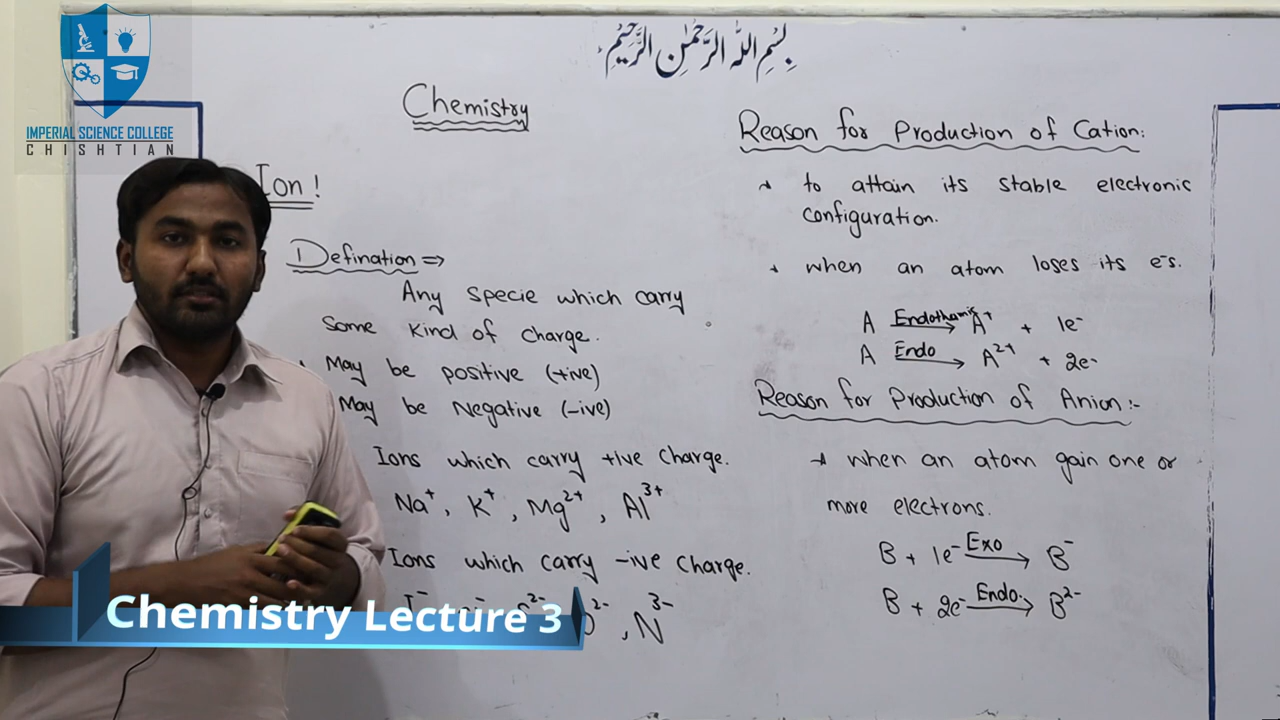 IMPERIAL SCIENCE COLLEGE
CHISHTIAN
بِسْمِ اللّٰہِ الرَّحْمٰنِ الرَّحِیْمِ
Chemistry
Ion!
Defination ⇒
Any specie which carry
Some kind of charge.
May be positive (+ive)
May be Negative (-ive)
Ions which carry +ive charge.
Na⁺, K⁺, Mg²⁺, Al³⁺
Ions which carry -ive charge.
, N³⁻
Reason for Production of Cation:
* to attain its stable electronic
configuration.
* when an atom loses its e⁻s.
A Endothamic→ A⁺ + 1e⁻
A Endo→ A²⁺ + 2e⁻
Reason for Production of Anion:-
* when an atom gain one or
more electrons.
B + 1e⁻ Exo→ B⁻
B + 2e⁻ Endo.→ B²⁻
Chemistry Lecture 3